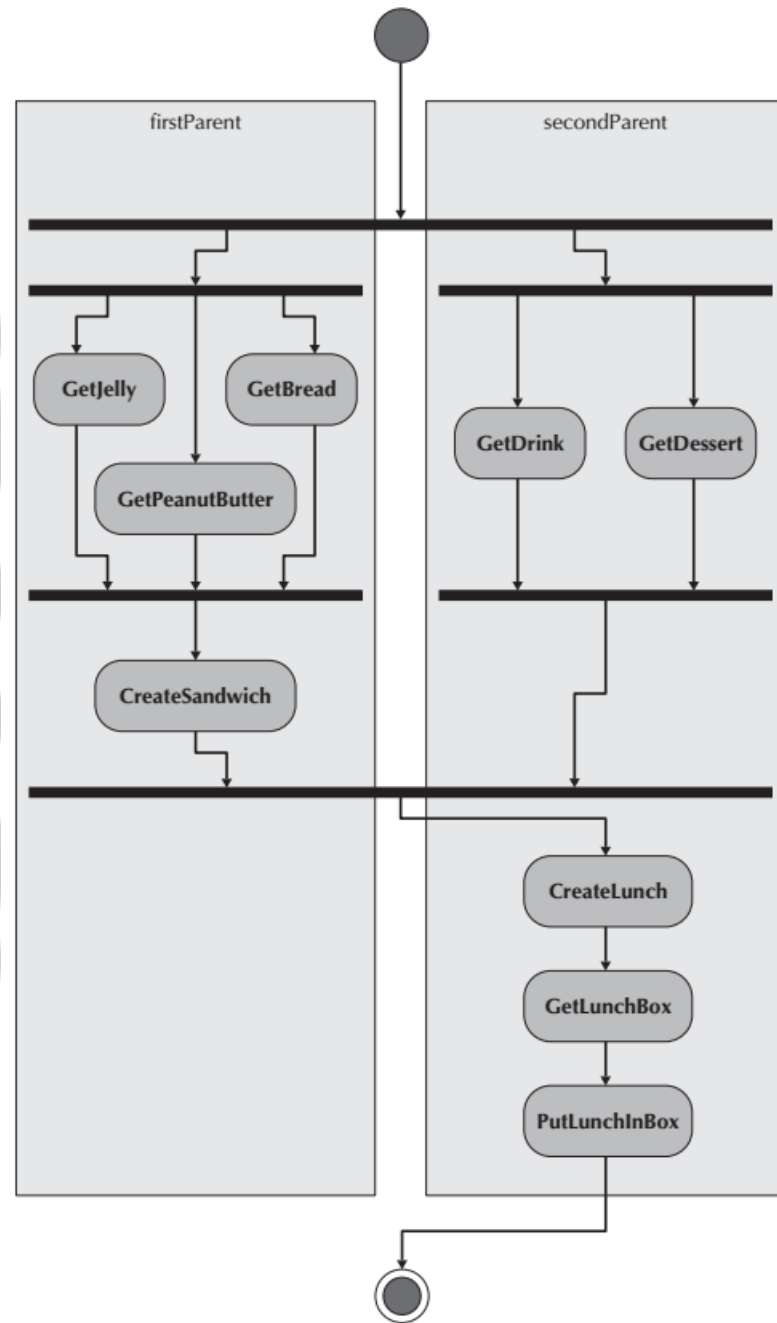 firstParent
secondParent
GetJelly
GetBread
GetDrink
GetDessert
GetPeanutButter
CreateSandwich
CreateLunch
GetLunchBox
PutLunchInBox